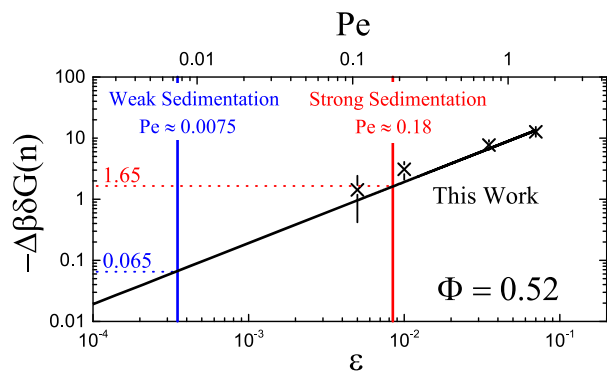 Pe
0.01 0.1 1
100
10
1
0.1
0.01
−ΔβδG(n)
Weak Sedimentation
Pe ≈ 0.0075
Strong Sedimentation
Pe ≈ 0.18
1.65
This Work
0.065
Φ = 0.52
10⁻⁴ 10⁻³ 10⁻² 10⁻¹
ε